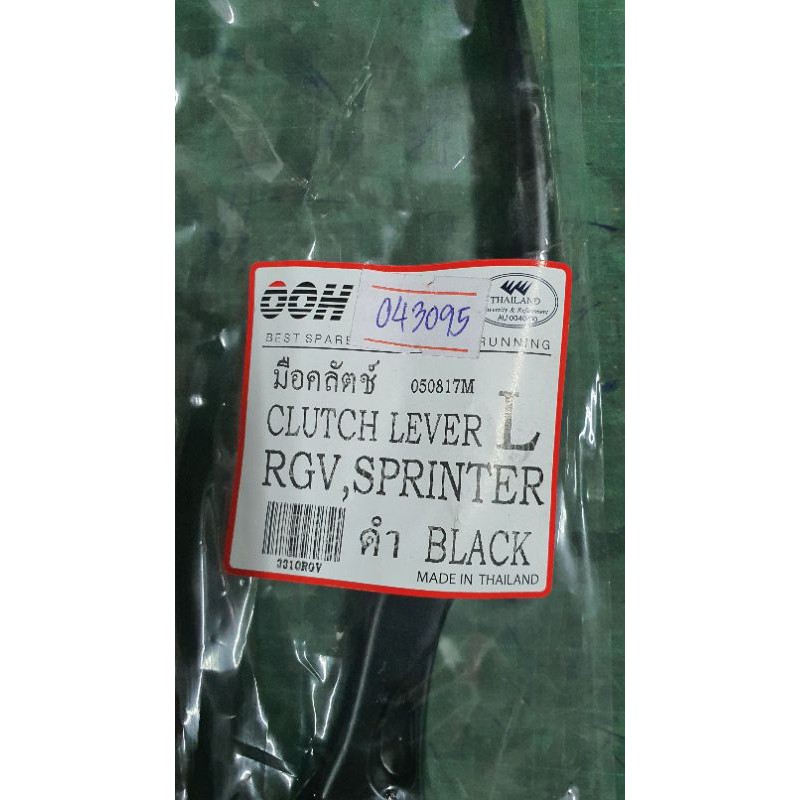 OOH
043095
THAILAND
BEST SPARE RUNNING
มือคลัตช์ 050817M
CLUTCH LEVER L
RGV,SPRINTER
3310RGV
ดำ BLACK
MADE IN THAILAND